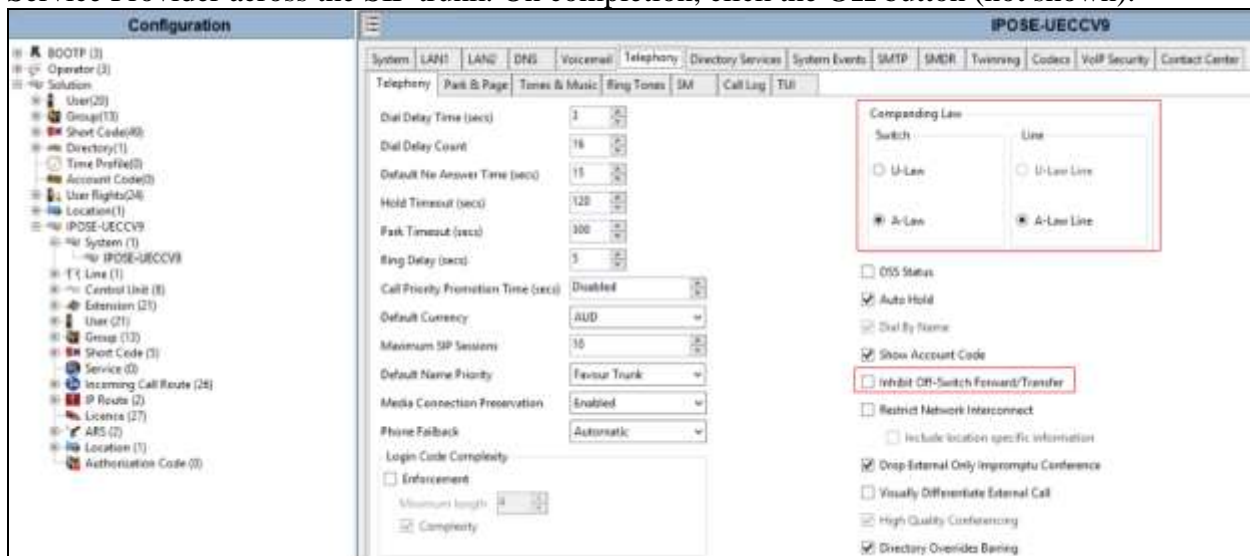 Service Provider across the SIP trunk. On completion, click the OK button (not shown).
Configuration
IPOSE-UECCV9
BOOTP (3)
Operator (3)
Solution
User(20)
Group(13)
Short Code(40)
Directory(1)
Time Profile(0)
Account Code(0)
User Rights(24)
Location(1)
IPOSE-UECCV9
System (1)
IPOSE-UECCV9
Line (1)
Control Unit (8)
Extension (21)
User (21)
Group (13)
Short Code (5)
Service (0)
Incoming Call Route (26)
IP Route (2)
Licence (27)
ARS (2)
Location (1)
Authorization Code (0)
System LAN1 LAN2 DNS Voicemail Telephony Directory Services System Events SMTP SMDR Twinning Codecs VoIP Security Contact Center
Telephony Park & Page Tones & Music Ring Tones SM Call Log TUI
Dial Delay Time (secs) 3
Dial Delay Count 16
Default No Answer Time (secs) 15
Hold Timeout (secs) 120
Park Timeout (secs) 300
Ring Delay (secs) 5
Call Priority Promotion Time (secs) Disabled
Default Currency AUD
Maximum SIP Sessions 10
Default Name Priority Favour Trunk
Media Connection Preservation Enabled
Phone Failback Automatic
Login Code Complexity
Enforcement
Minimum length 4
Complexity
Companding Law
Switch Line
U-Law U-Law Line
A-Law A-Law Line
DSS Status
Auto Hold
Dial By Name
Show Account Code
Inhibit Off-Switch Forward/Transfer
Restrict Network Interconnect
Include location specific information
Drop External Only Impromptu Conference
Visually Differentiate External Call
High Quality Conferencing
Directory Overrides Barring